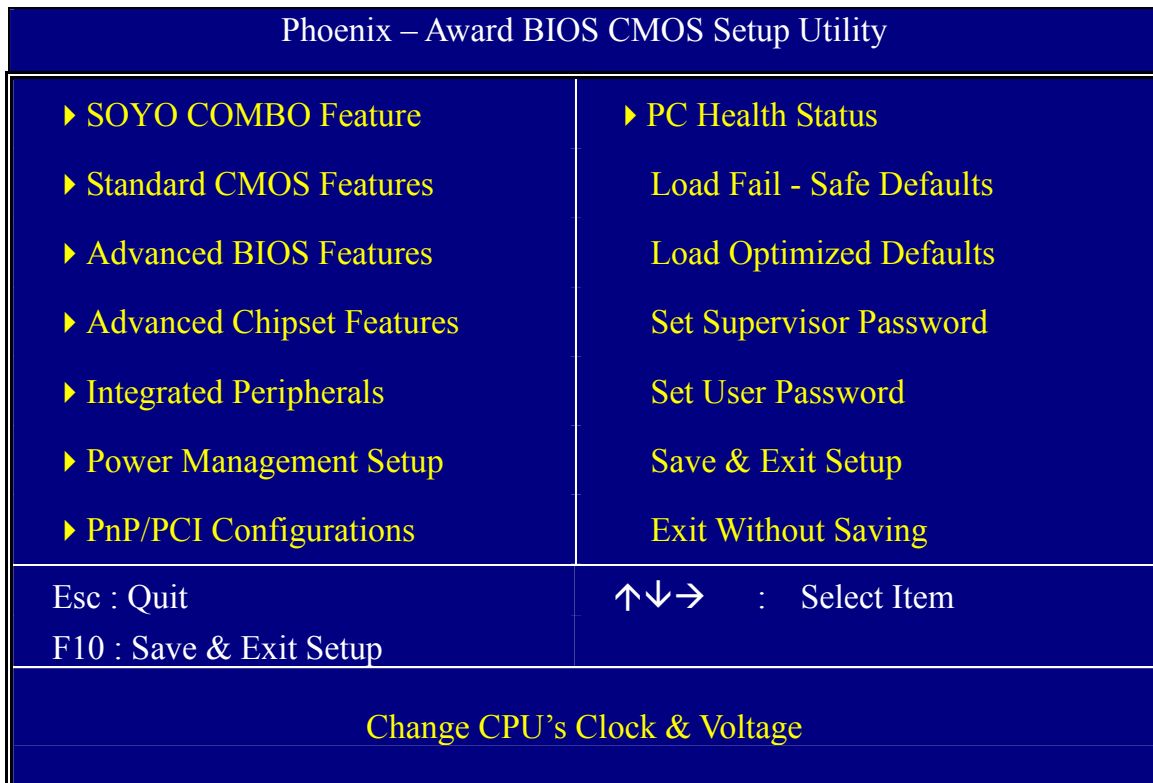 Phoenix – Award BIOS CMOS Setup Utility
SOYO COMBO Feature
Standard CMOS Features
Advanced BIOS Features
Advanced Chipset Features
Integrated Peripherals
Power Management Setup
PnP/PCI Configurations
PC Health Status
Load Fail - Safe Defaults
Load Optimized Defaults
Set Supervisor Password
Set User Password
Save & Exit Setup
Exit Without Saving
Esc : Quit
F10 : Save & Exit Setup
↑↓→ : Select Item
Change CPU’s Clock & Voltage